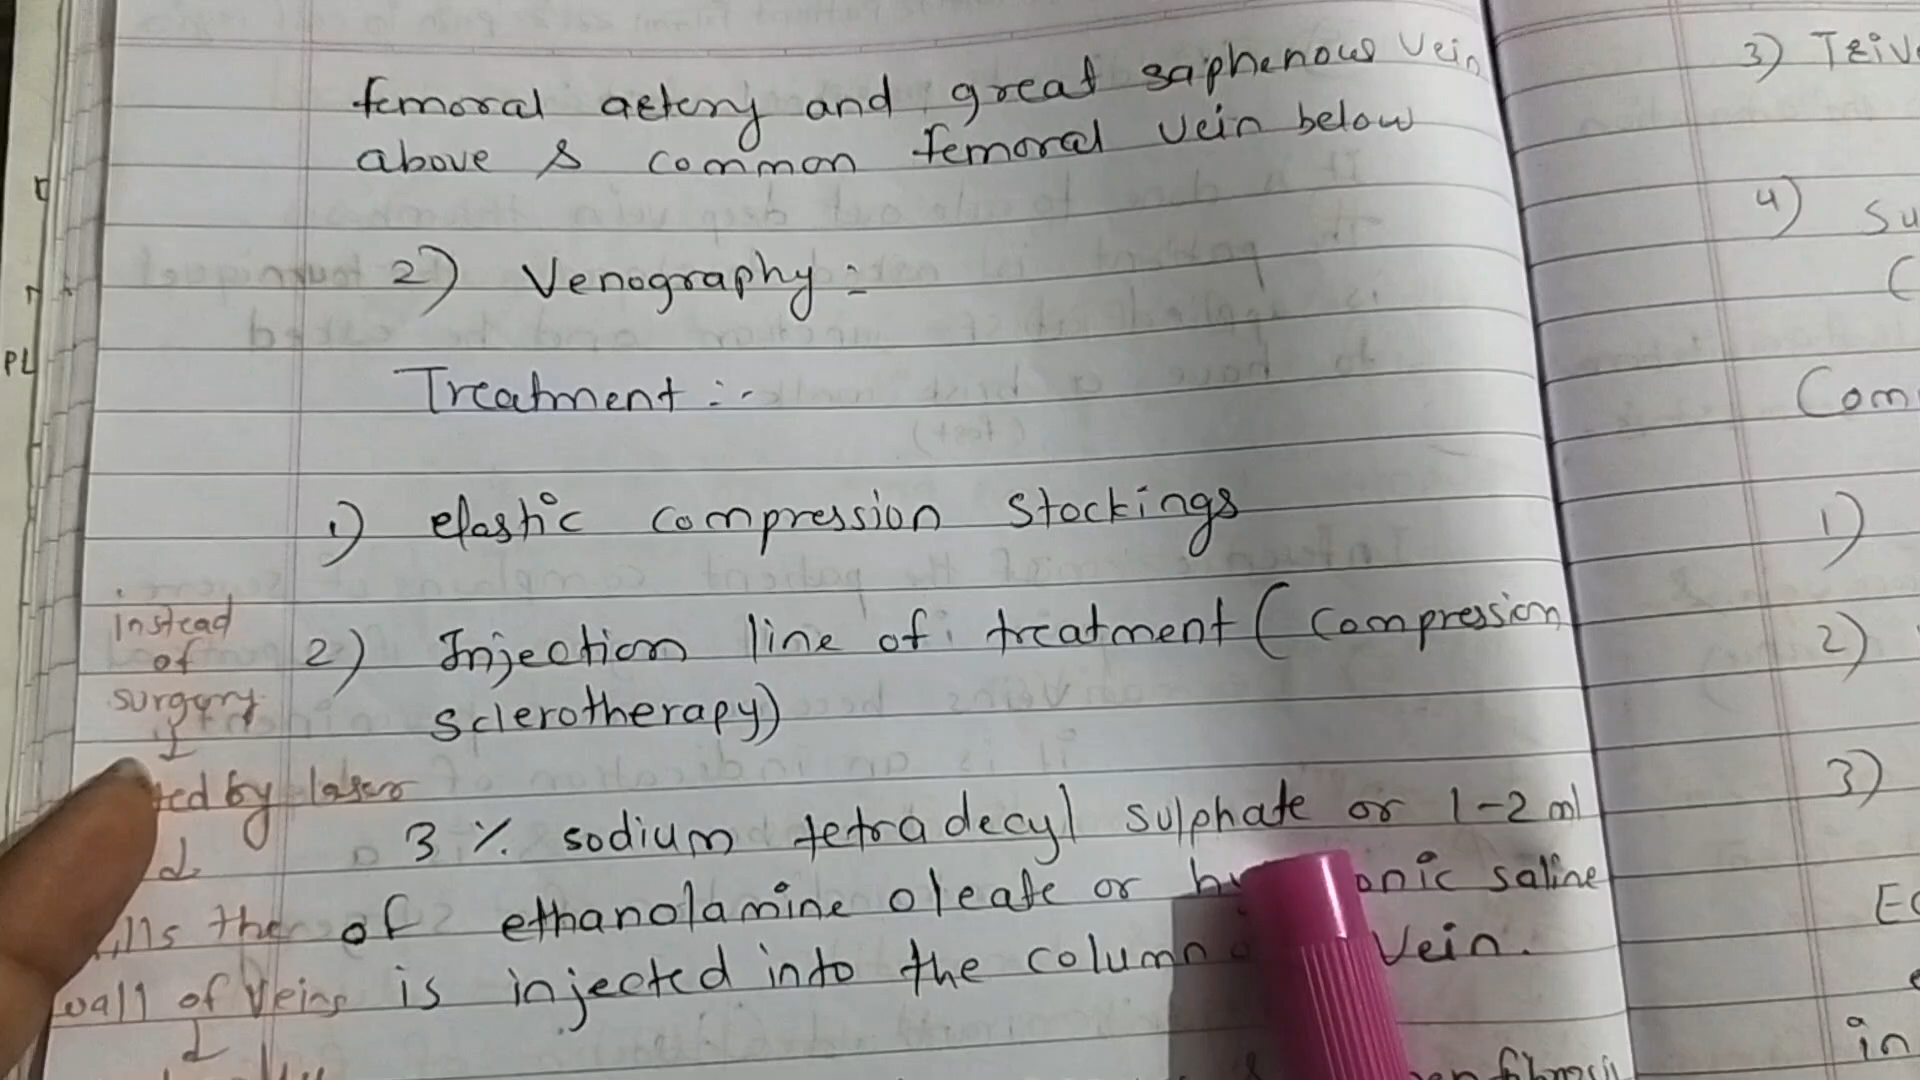 femoral artery and great saphenous vein
above & common femoral vein below
2) Venography :-
Treatment :-
1) elastic compression stockings
2) Injection line of treatment (Compression
sclerotherapy)
3 % sodium tetradecyl sulphate or 1-2 ml
of ethanolamine oleate or saline
is injected into the column vein.
instead
of
surgery
↓
by laser
↓
the
wall of veins
↓
3)
4) Su
(
Com
1)
2)
3)
in